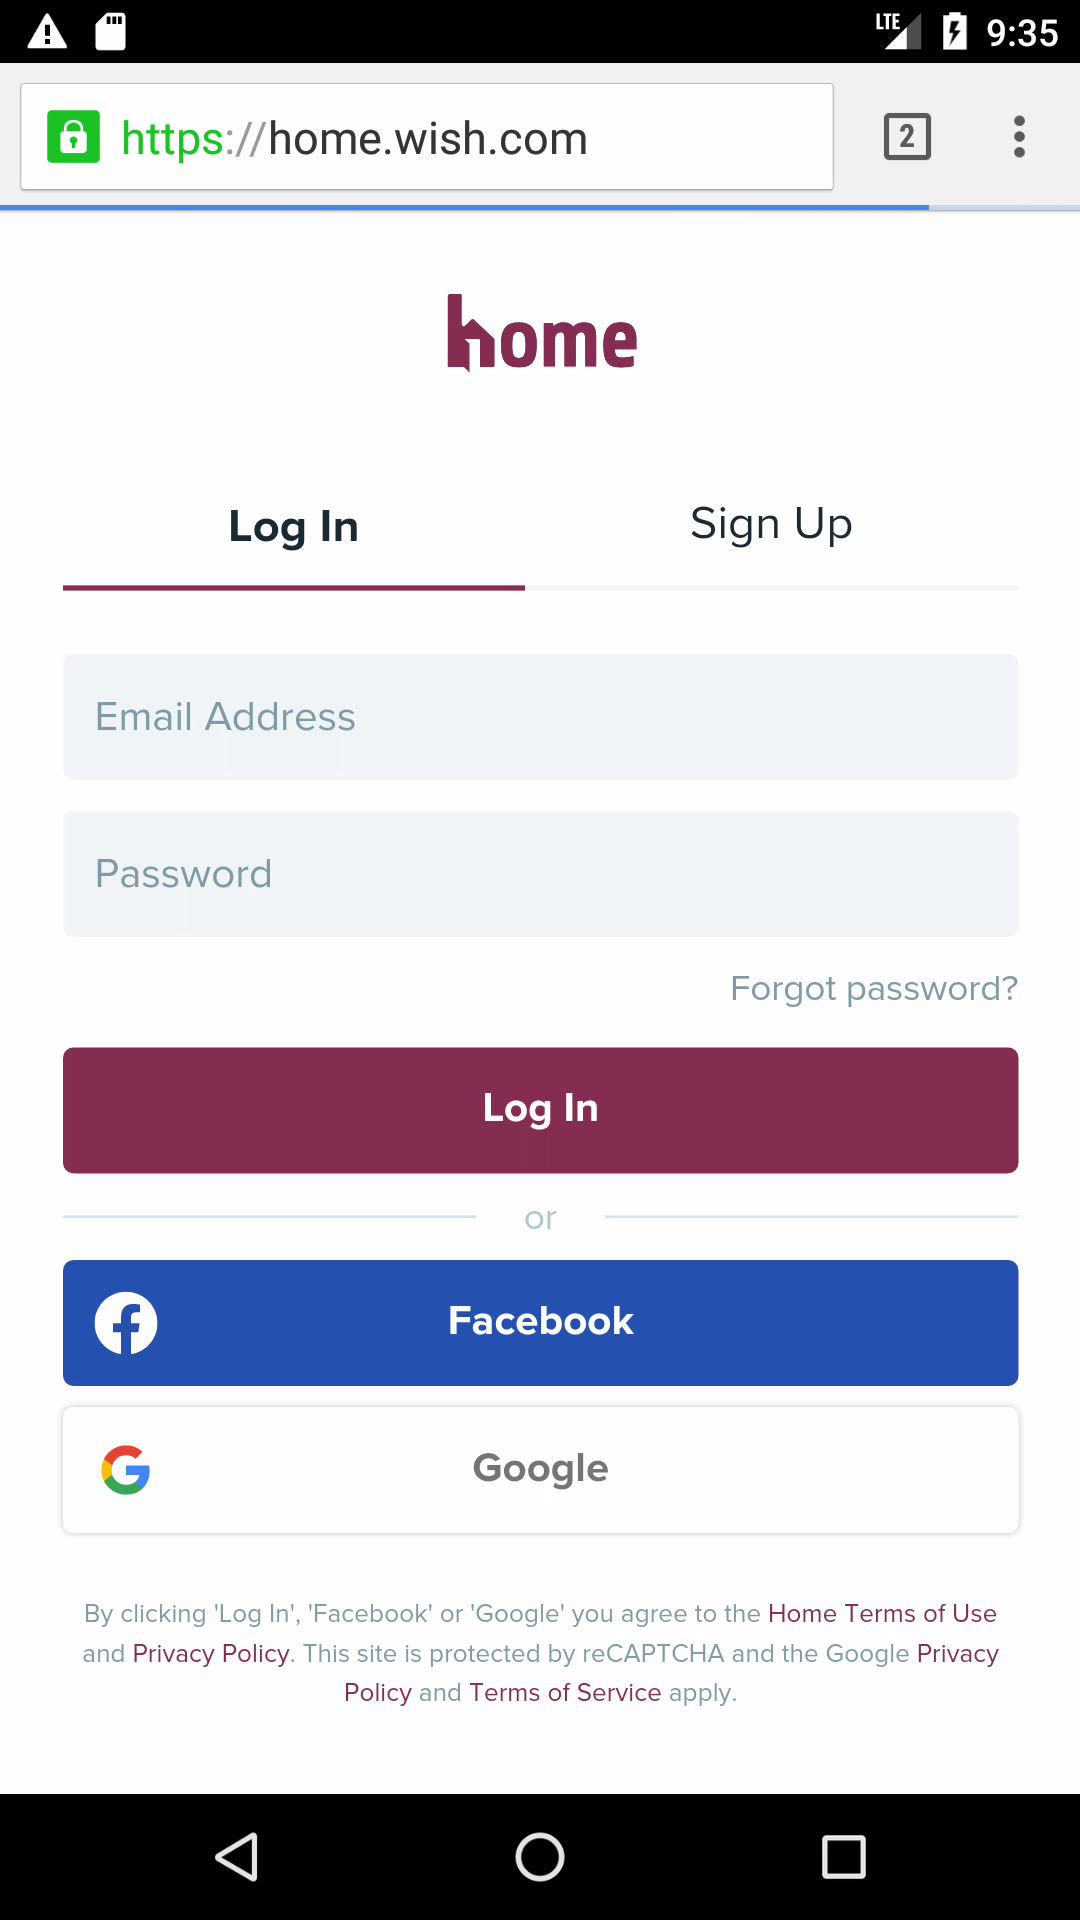 LTE 9:35
https://home.wish.com 2
home
Log In Sign Up
Email Address
Password
Forgot password?
Log In
or
Facebook
Google
By clicking 'Log In', 'Facebook' or 'Google' you agree to the Home Terms of Use
and Privacy Policy. This site is protected by reCAPTCHA and the Google Privacy
Policy and Terms of Service apply.